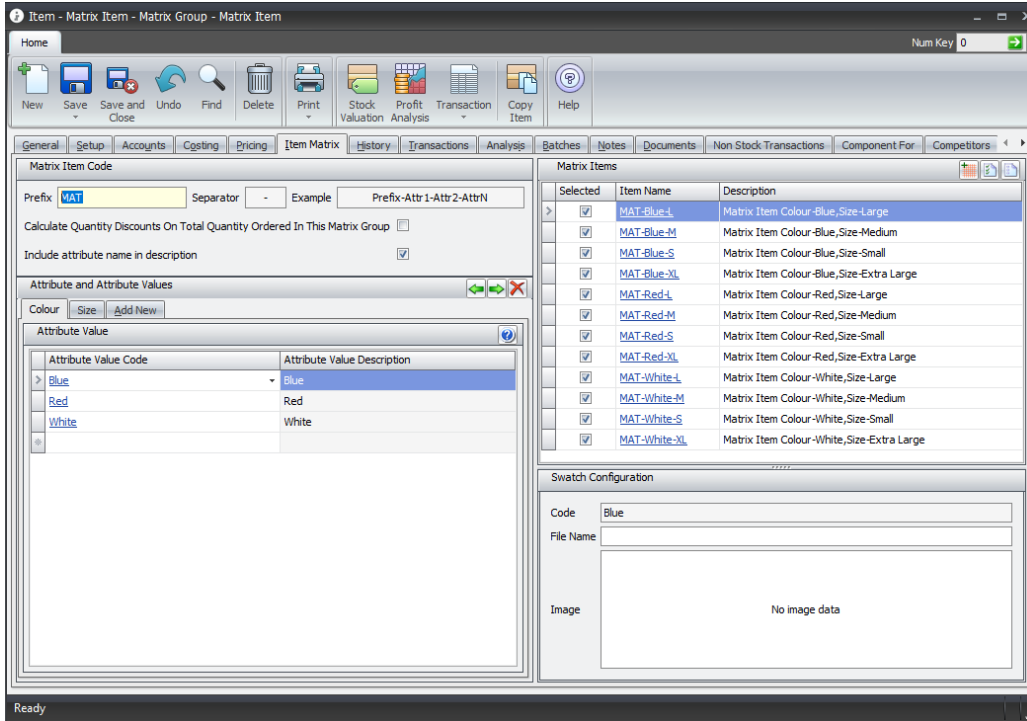 Item - Matrix Item - Matrix Group - Matrix Item
Home
Num Key 0
New Save Save and Close Undo Find Delete Print Stock Valuation Profit Analysis Transaction Copy Item Help
General Setup Accounts Costing Pricing Item Matrix History Transactions Analysis Batches Notes Documents Non Stock Transactions Component For Competitors
Matrix Item Code
Prefix MAT Separator - Example Prefix-Attr1-Attr2-AttrN
Calculate Quantity Discounts On Total Quantity Ordered In This Matrix Group
Include attribute name in description
Attribute and Attribute Values
Colour Size Add New
Attribute Value
Attribute Value Code Attribute Value Description
Blue Blue
Red Red
White White
Matrix Items
Selected Item Name Description
MAT-Blue-L Matrix Item Colour-Blue,Size-Large
MAT-Blue-M Matrix Item Colour-Blue,Size-Medium
MAT-Blue-S Matrix Item Colour-Blue,Size-Small
MAT-Blue-XL Matrix Item Colour-Blue,Size-Extra Large
MAT-Red-L Matrix Item Colour-Red,Size-Large
MAT-Red-M Matrix Item Colour-Red,Size-Medium
MAT-Red-S Matrix Item Colour-Red,Size-Small
MAT-Red-XL Matrix Item Colour-Red,Size-Extra Large
MAT-White-L Matrix Item Colour-White,Size-Large
MAT-White-M Matrix Item Colour-White,Size-Medium
MAT-White-S Matrix Item Colour-White,Size-Small
MAT-White-XL Matrix Item Colour-White,Size-Extra Large
Swatch Configuration
Code Blue
File Name
Image No image data
Ready